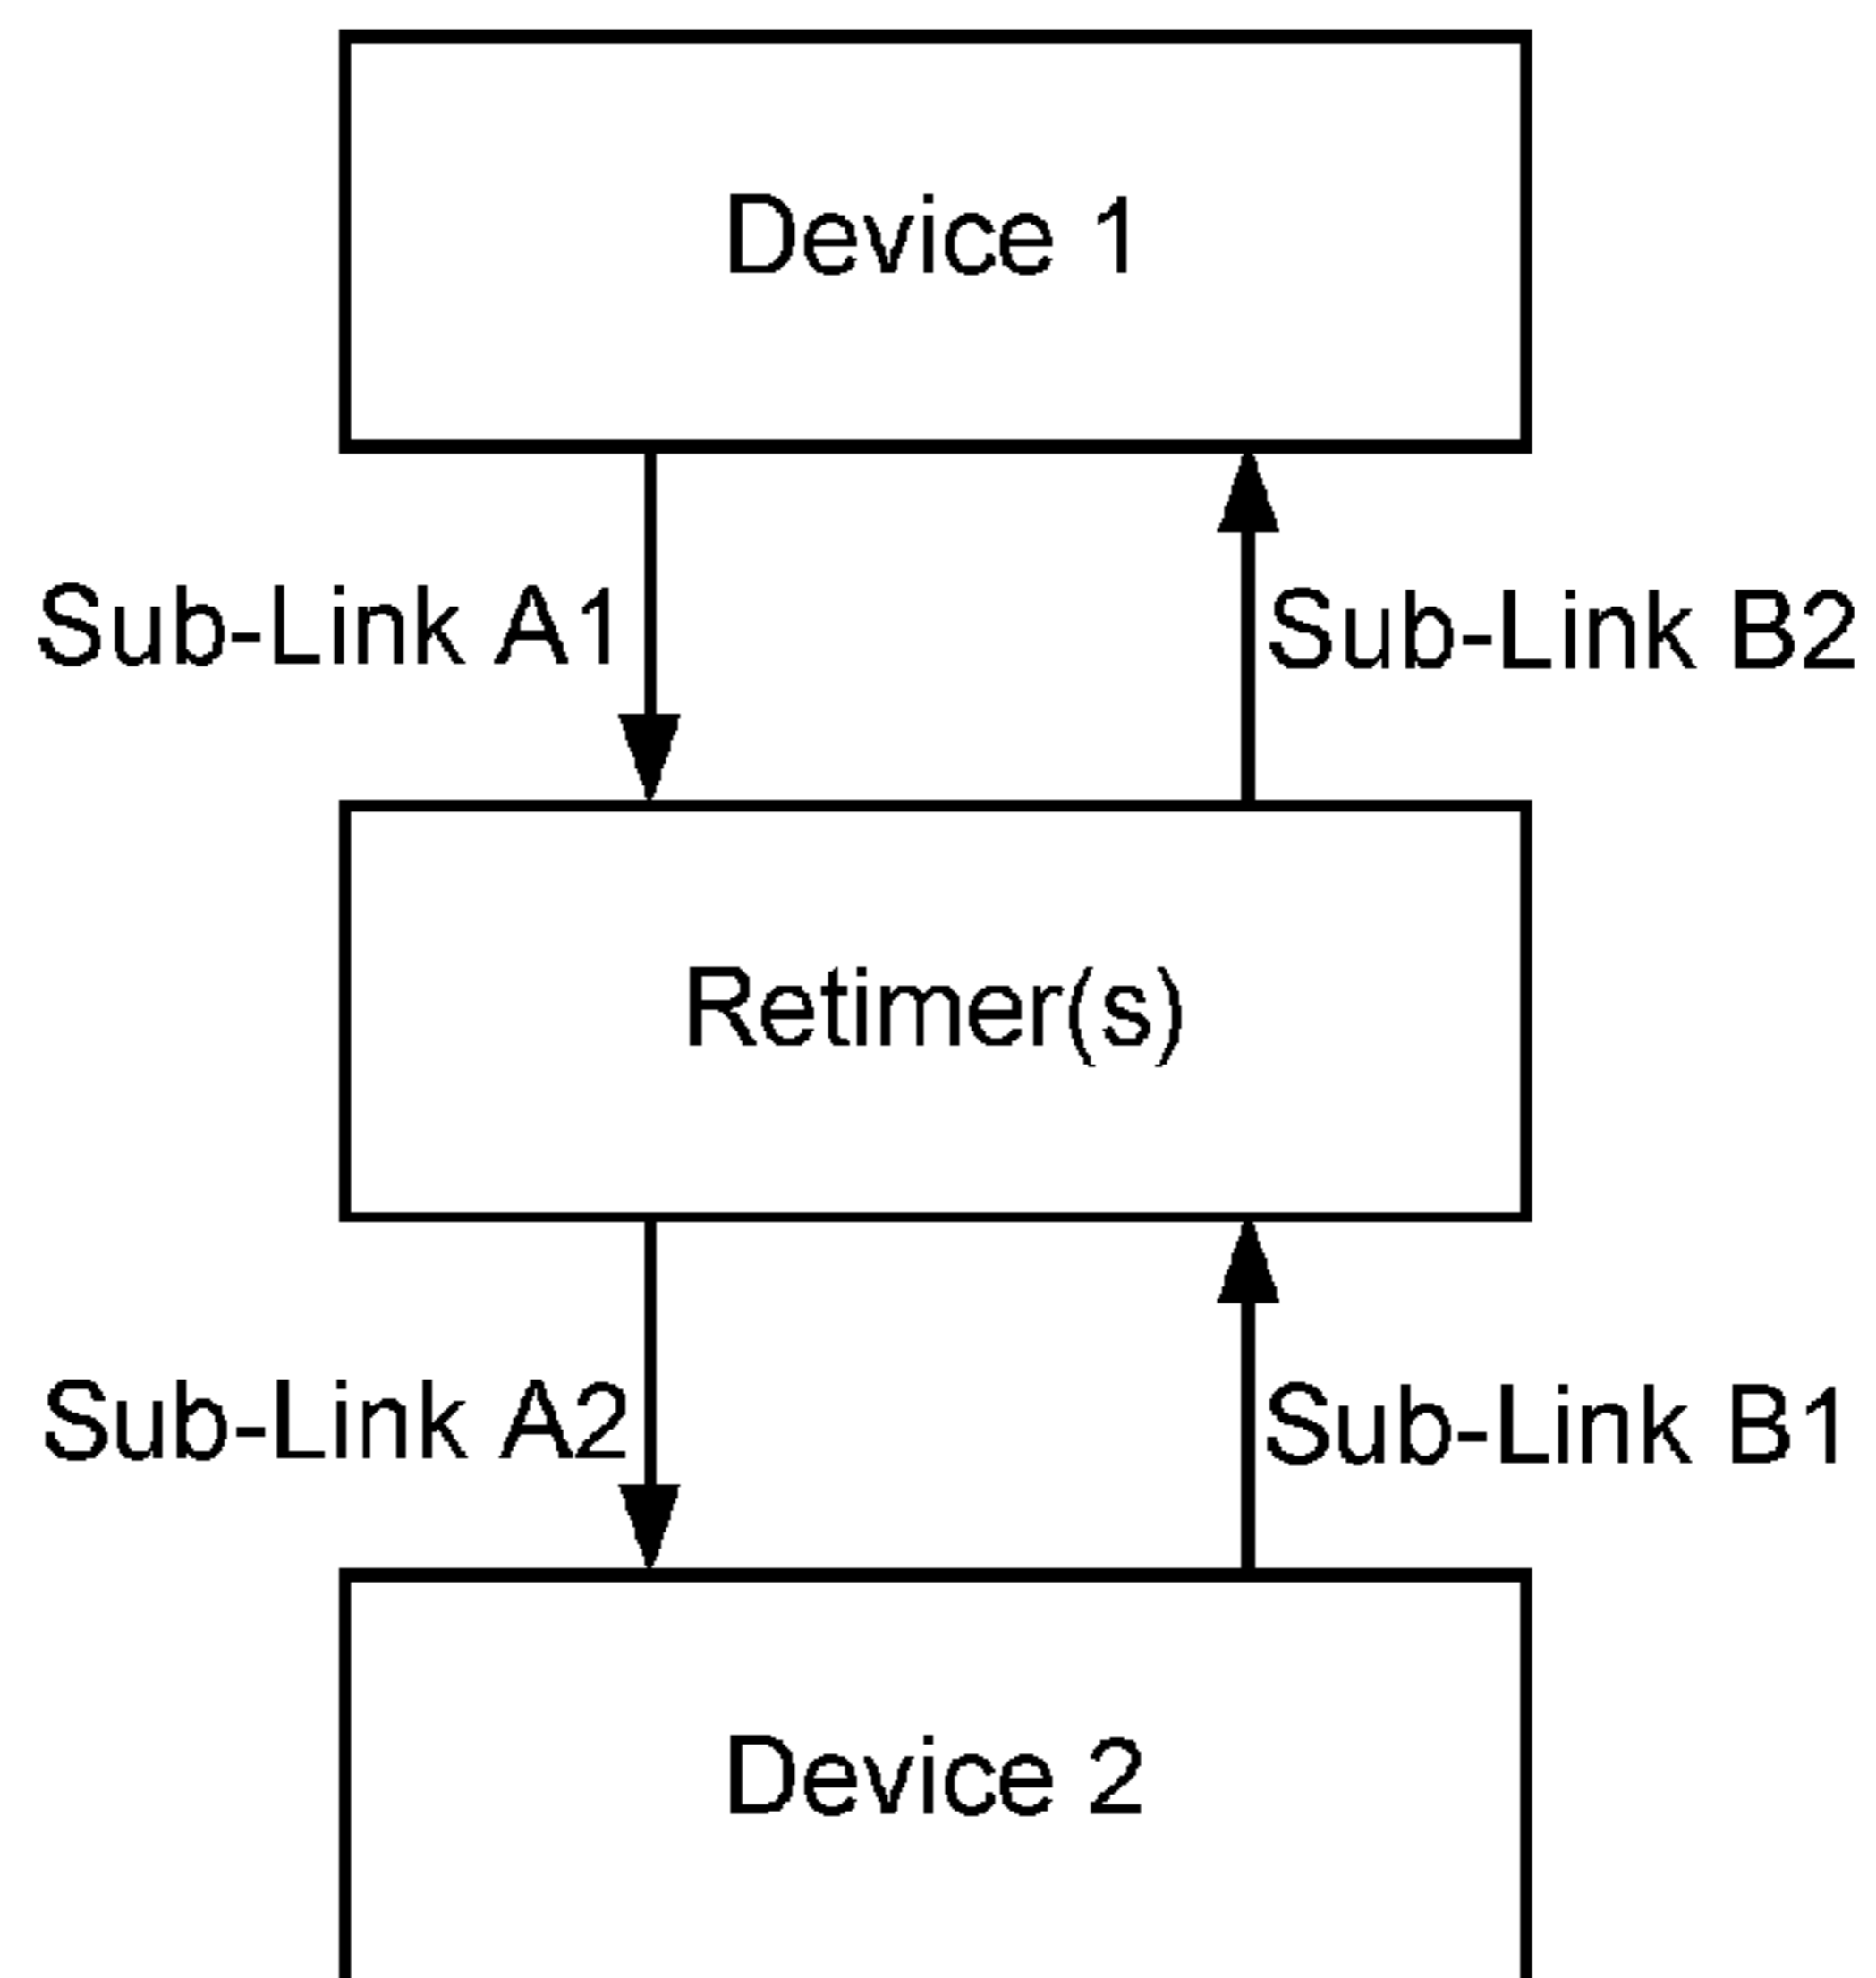 Device 1
Sub-Link A1
Sub-Link B2
Retimer(s)
Sub-Link A2
Sub-Link B1
Device 2